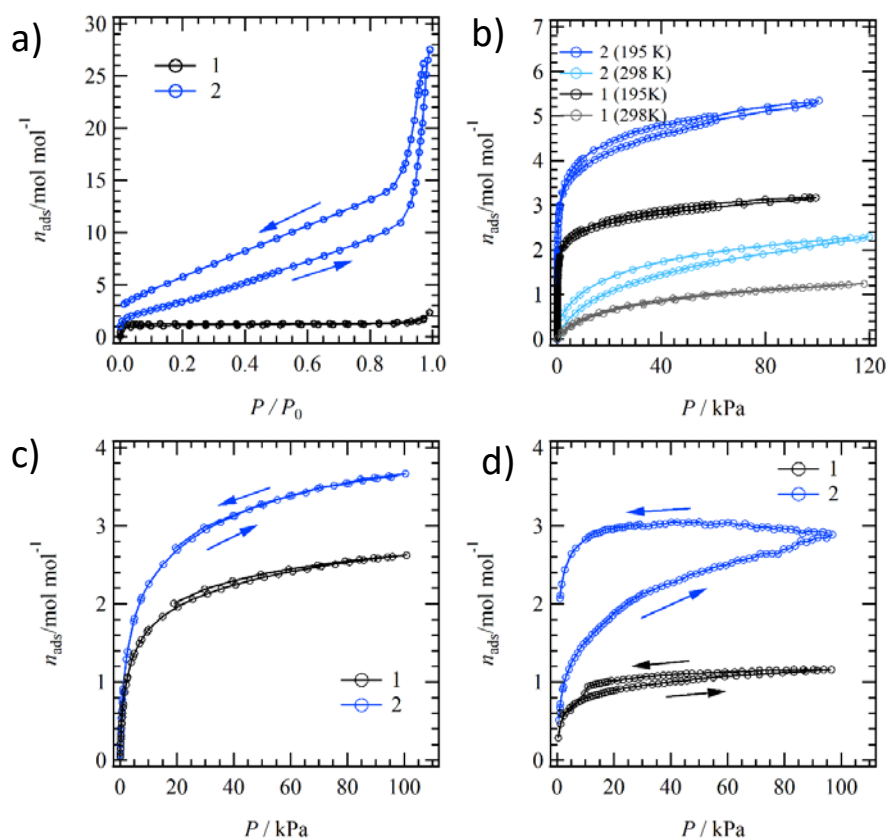 a)
30
25
20
15
10
5
0
n_ads/mol mol⁻¹
1
2
0.0 0.2 0.4 0.6 0.8 1.0
P / P₀
b)
7
6
5
4
3
2
1
0
n_ads/mol mol⁻¹
2 (195 K)
2 (298 K)
1 (195K)
1 (298K)
0 40 80 120
P / kPa
c)
4
3
2
1
0
n_ads/mol mol⁻¹
1
2
0 20 40 60 80 100
P / kPa
d)
4
3
2
1
0
n_ads/mol mol⁻¹
1
2
0 20 40 60 80 100
P / kPa